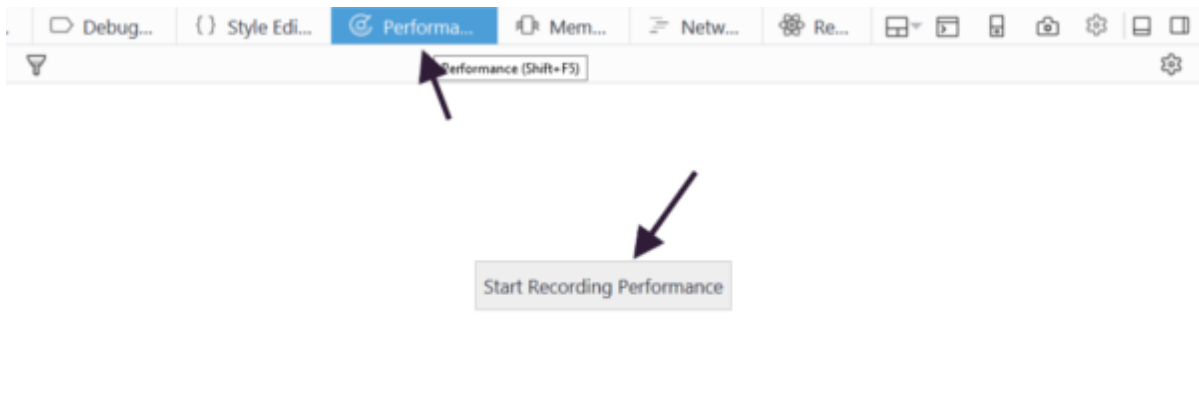 Debug... {} Style Edi... Performa... Mem... Netw... Re...
Performance (Shift+F5)
Start Recording Performance